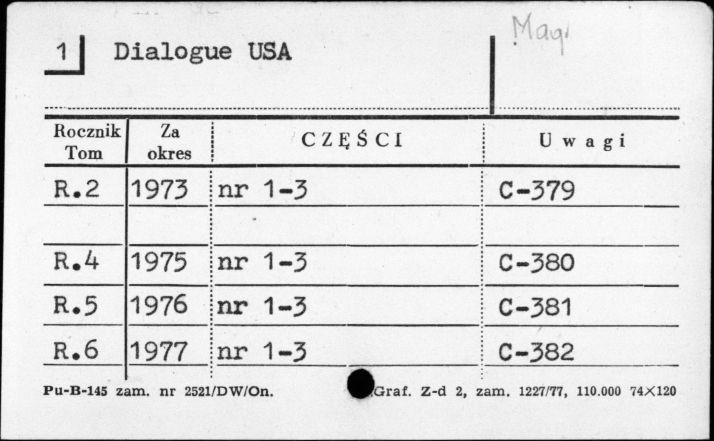 Mag.
1 Dialogue USA
Rocznik Tom Za okres CZĘŚCI Uwagi
R.2 1973 nr 1-3 C-379
R.4 1975 nr 1-3 C-380
R.5 1976 nr 1-3 C-381
R.6 1977 nr 1-3 C-382
Pu-B-145 zam. nr 2521/DW/On. Graf. Z-d 2, zam. 1227/77, 110.000 74×120